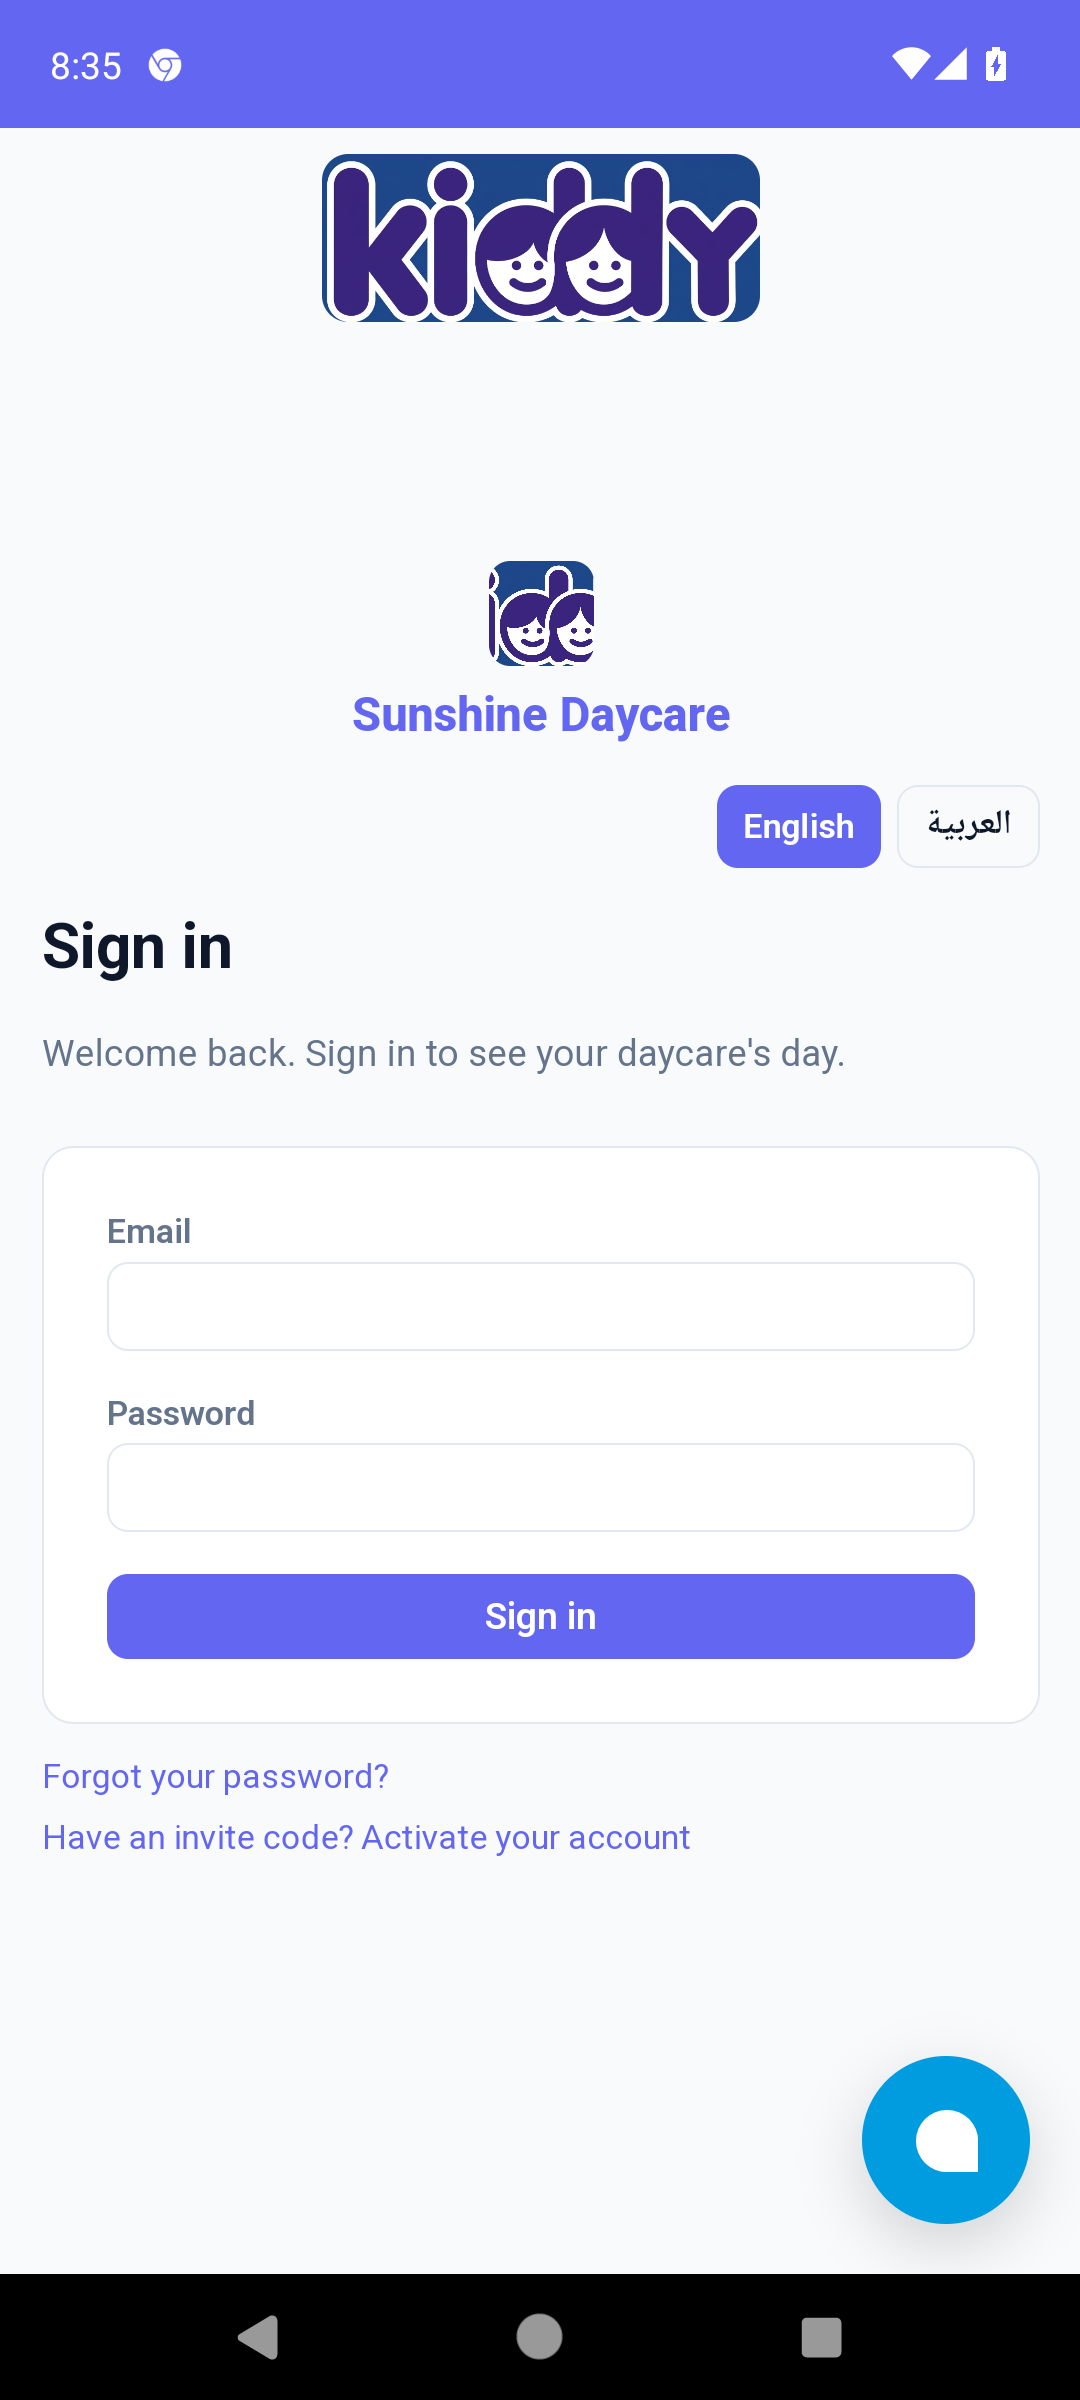 8:35
kiddy
Sunshine Daycare
English
العربية
Sign in
Welcome back. Sign in to see your daycare's day.
Email
Password
Sign in
Forgot your password?
Have an invite code? Activate your account